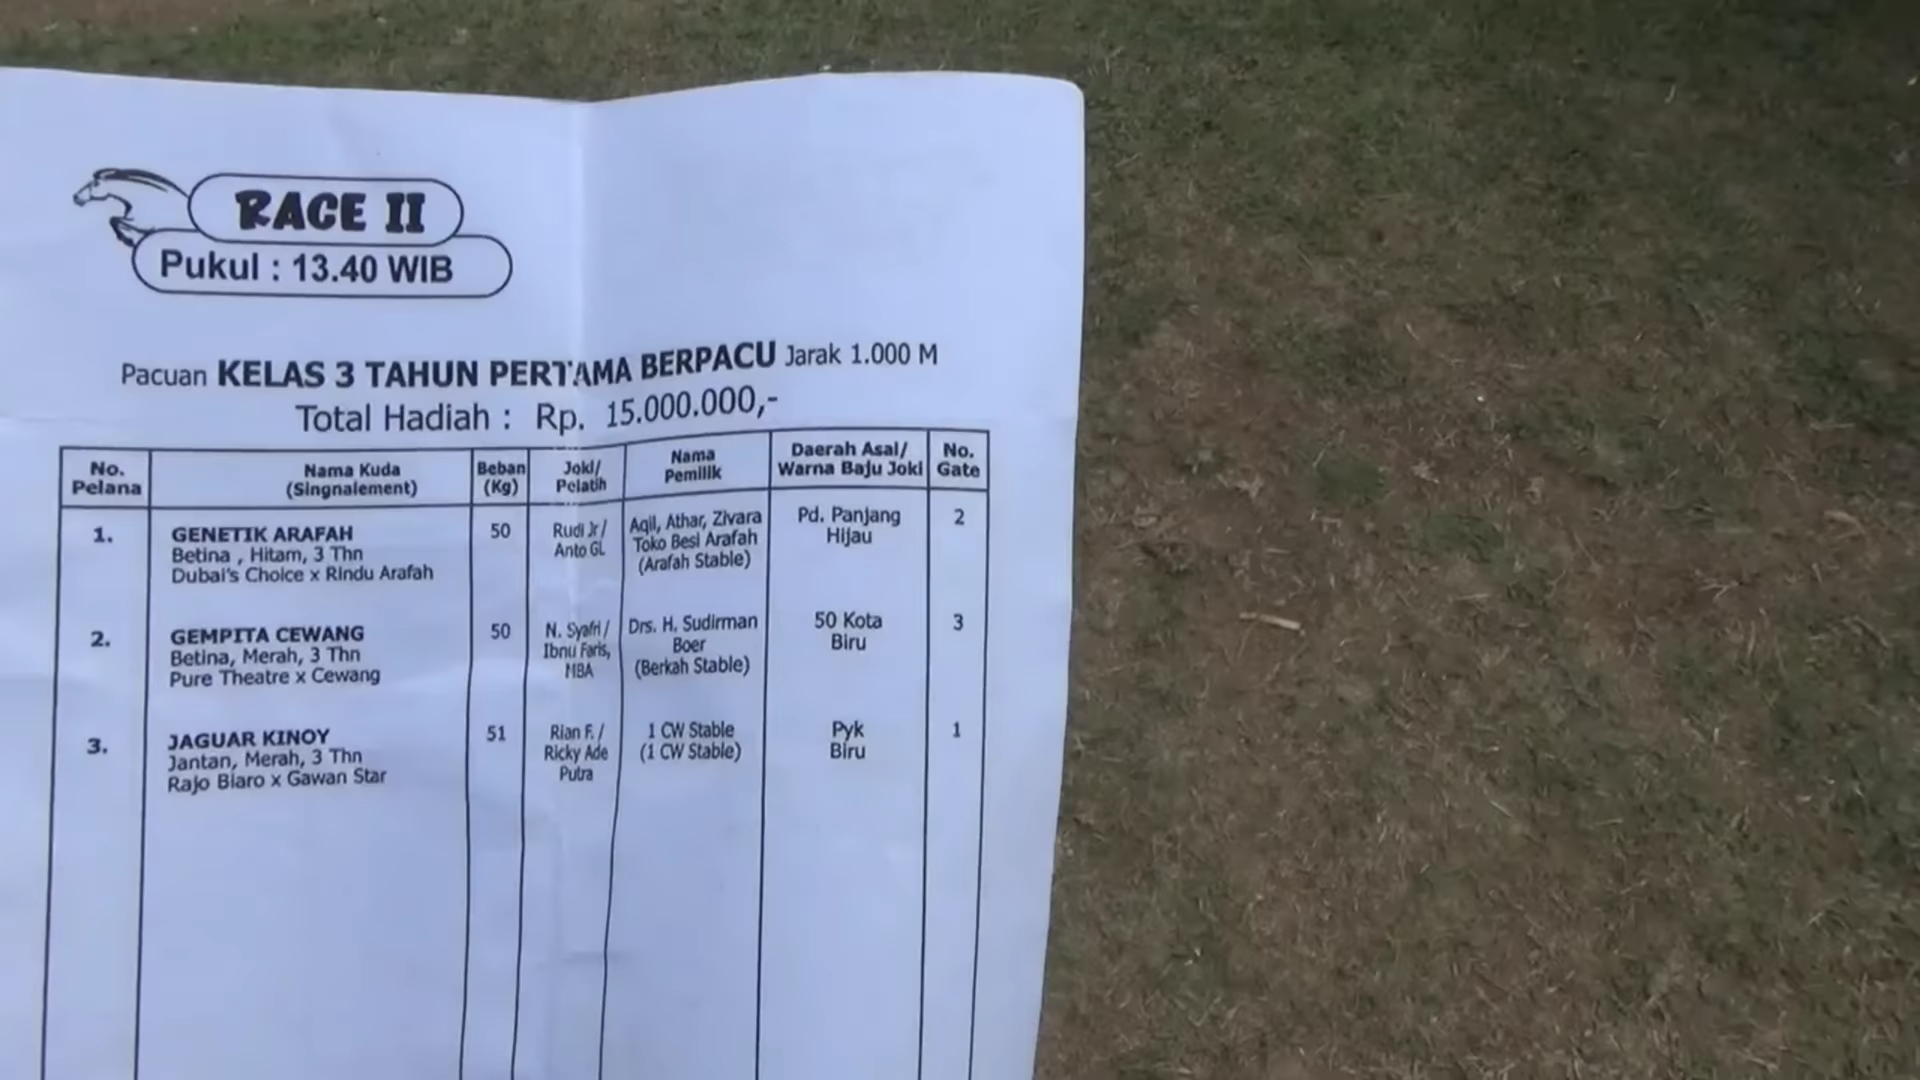 RACE II
Pukul : 13.40 WIB
Pacuan KELAS 3 TAHUN PERTAMA BERPACU Jarak 1.000 M
Total Hadiah : Rp. 15.000.000,-
No. Pelana
Nama Kuda (Singnalement)
Beban (Kg)
Joki/ Pelatih
Nama Pemilik
Daerah Asal/ Warna Baju Joki
No. Gate
1.
GENETIK ARAFAH
Betina , Hitam, 3 Thn
Dubai's Choice x Rindu Arafah
50
Rudi Jr /
Anto GL
Aqil, Athar, Zivara
Toko Besi Arafah
(Arafah Stable)
Pd. Panjang
Hijau
2
2.
GEMPITA CEWANG
Betina, Merah, 3 Thn
Pure Theatre x Cewang
50
N. Syafri /
Ibnu Faris,
MBA
Drs. H. Sudirman
Boer
(Berkah Stable)
50 Kota
Biru
3
3.
JAGUAR KINOY
Jantan, Merah, 3 Thn
Rajo Biaro x Gawan Star
51
Rian F. /
Ricky Ade
Putra
1 CW Stable
(1 CW Stable)
Pyk
Biru
1